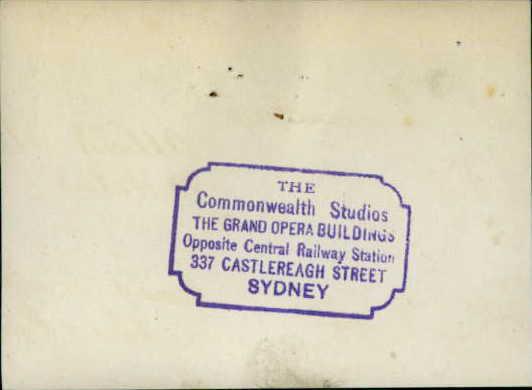 THE
Commonwealth Studios
THE GRAND OPERA BUILDINGS
Opposite Central Railway Station
337 CASTLEREAGH STREET
SYDNEY